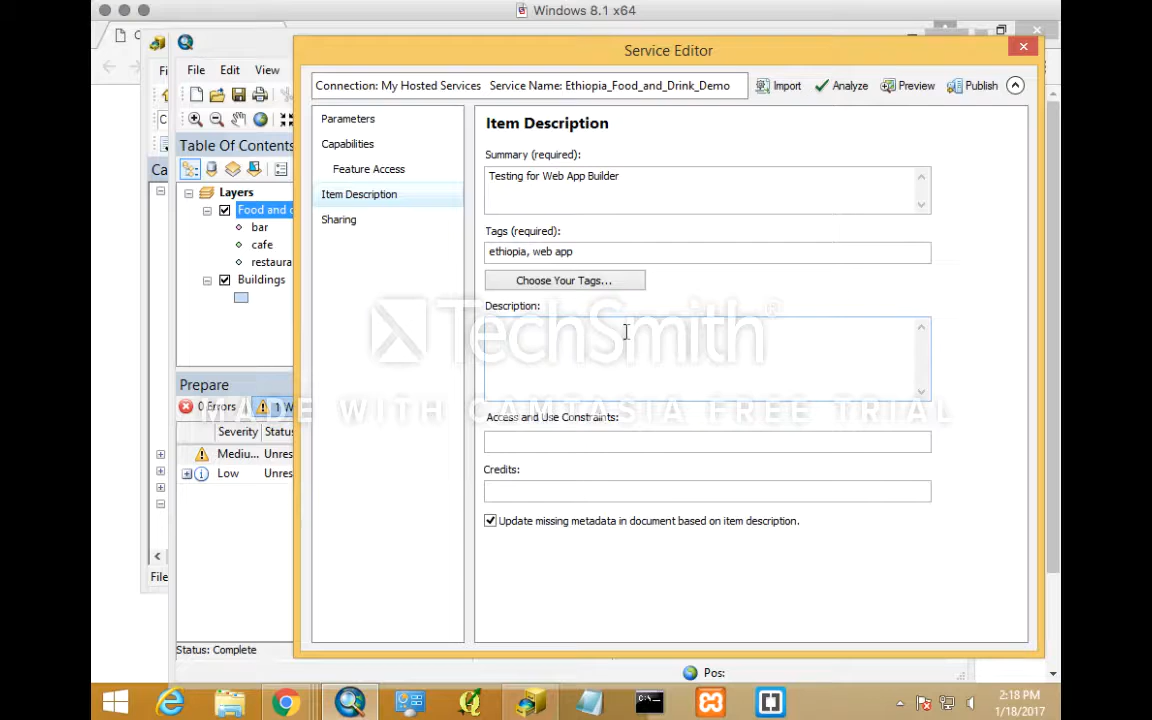 Windows 8.1 x64
Service Editor
File Edit View
Connection: My Hosted Services Service Name: Ethiopia_Food_and_Drink_Demo
Import Analyze Preview Publish
Table Of Contents
Layers
Food and
bar
cafe
restaura
Buildings
Parameters
Capabilities
Feature Access
Item Description
Sharing
Item Description
Summary (required):
Testing for Web App Builder
Tags (required):
ethiopia, web app
Choose Your Tags...
Description:
TechSmith®
MADE WITH CAMTASIA FREE TRIAL
Access and Use Constraints:
Credits:
Update missing metadata in document based on item description.
Prepare
0 Errors 1 W
Severity Status
Mediu... Unres
Low Unres
File
Status: Complete
Pos:
2:18 PM
1/18/2017